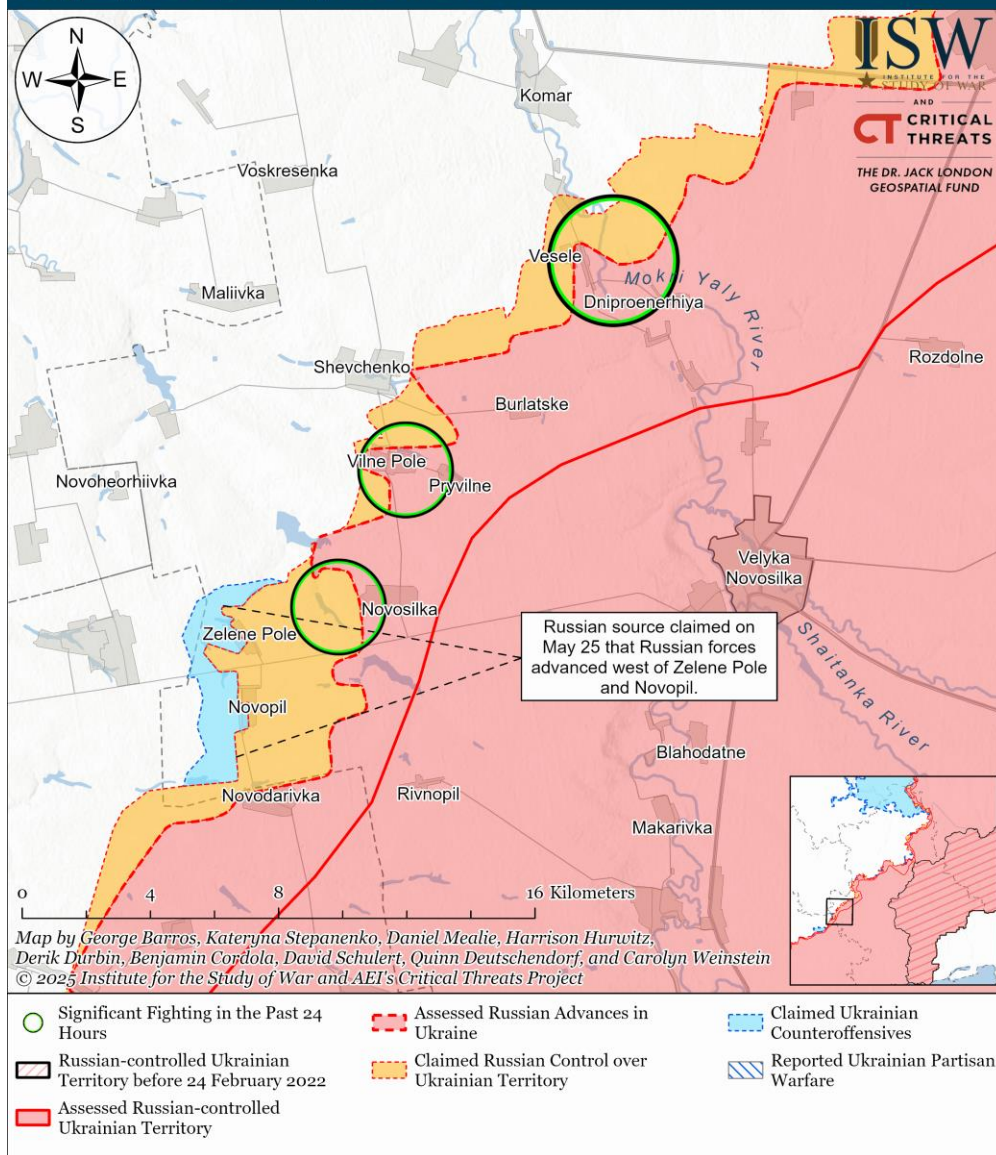 N
W
E
S
ISW
INSTITUTE FOR THE
STUDY OF WAR
AND
CT CRITICAL
THREATS
THE DR. JACK LONDON
GEOSPATIAL FUND
Komar
Voskresenka
Vesele
Mokri Yaly River
Dniproenerhiya
Maliivka
Shevchenko
Rozdolne
Burlatske
Vilne Pole
Pryvilne
Novoheorhiivka
Velyka
Novosilka
Novosilka
Zelene Pole
Russian source claimed on
May 25 that Russian forces
advanced west of Zelene Pole
and Novopil.
Shaitanka River
Novopil
Blahodatne
Novodarivka
Rivnopil
Makarivka
0
4
8
16 Kilometers
Map by George Barros, Kateryna Stepanenko, Daniel Mealie, Harrison Hurwitz,
Derik Durbin, Benjamin Cordola, David Schulert, Quinn Deutschendorf, and Carolyn Weinstein
© 2025 Institute for the Study of War and AEI's Critical Threats Project
Significant Fighting in the Past 24
Hours
Russian-controlled Ukrainian
Territory before 24 February 2022
Assessed Russian-controlled
Ukrainian Territory
Assessed Russian Advances in
Ukraine
Claimed Russian Control over
Ukrainian Territory
Claimed Ukrainian
Counteroffensives
Reported Ukrainian Partisan
Warfare